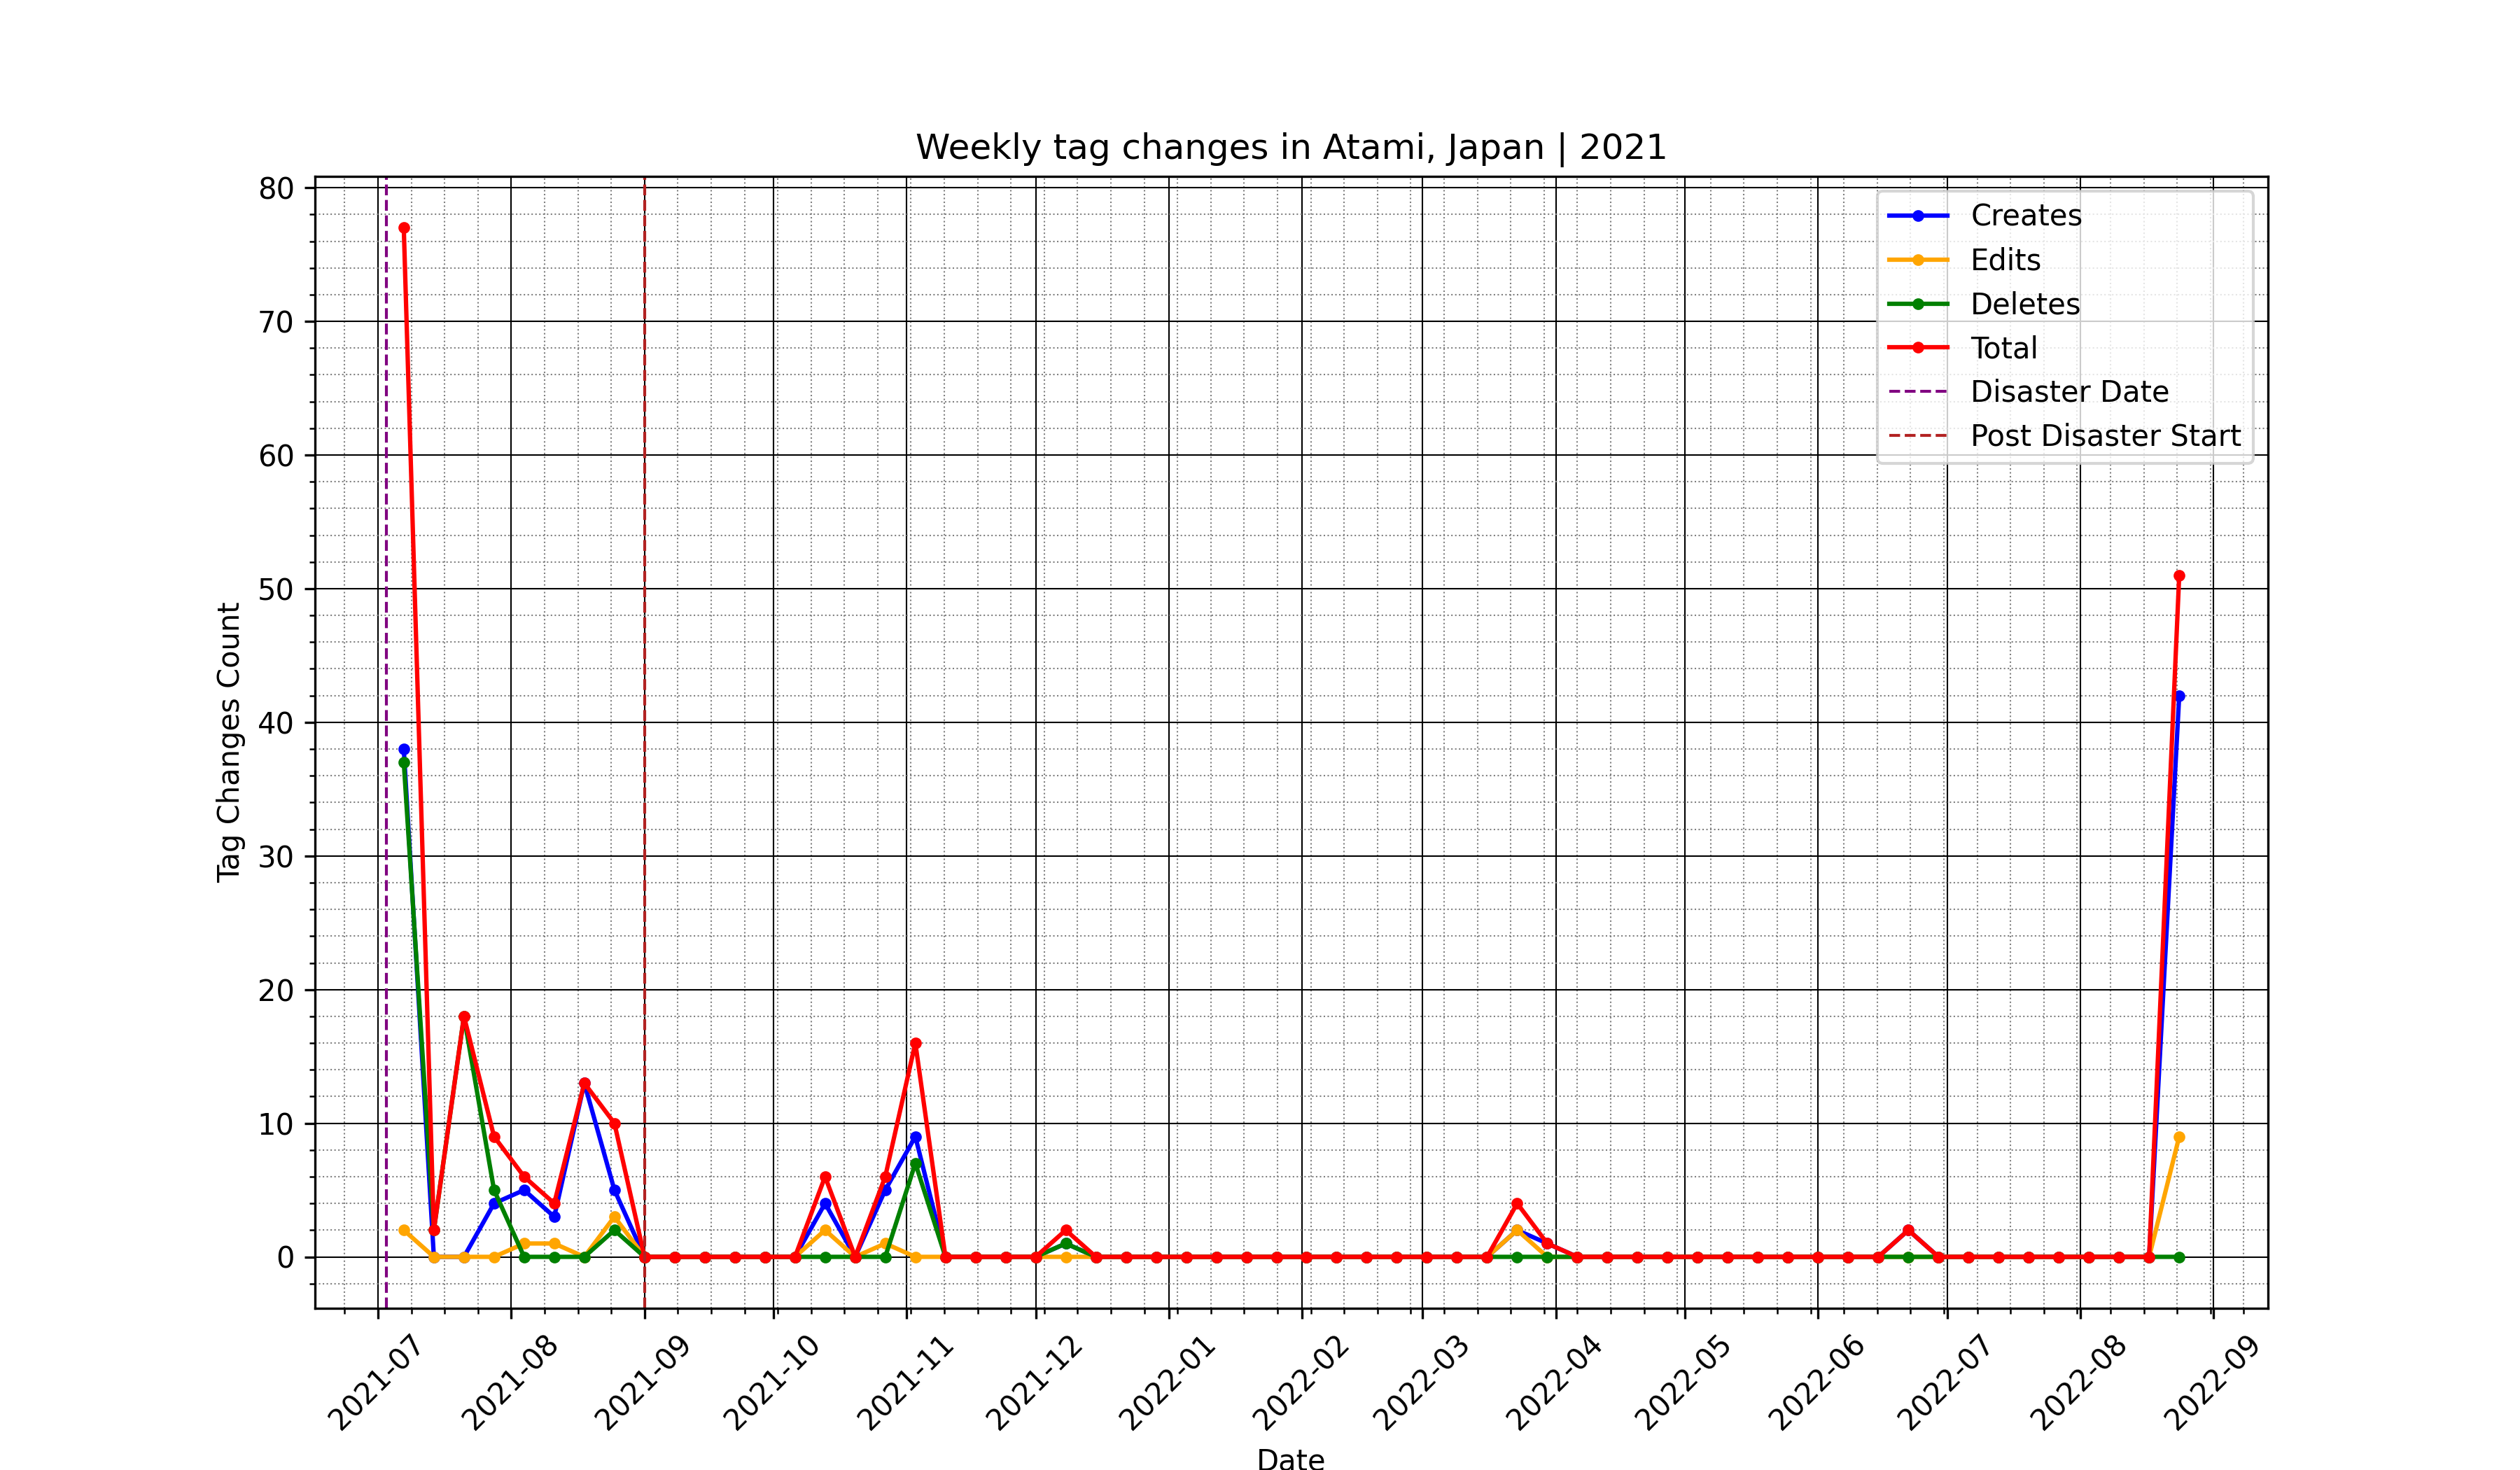 Weekly tag changes in Atami, Japan | 2021
80
70
60
50
40
30
20
10
0
Tag Changes Count
Creates
Edits
Deletes
Total
Disaster Date
Post Disaster Start
2021-07
2021-08
2021-09
2021-10
2021-11
2021-12
2022-01
2022-02
2022-03
2022-04
2022-05
2022-06
2022-07
2022-08
2022-09
Date